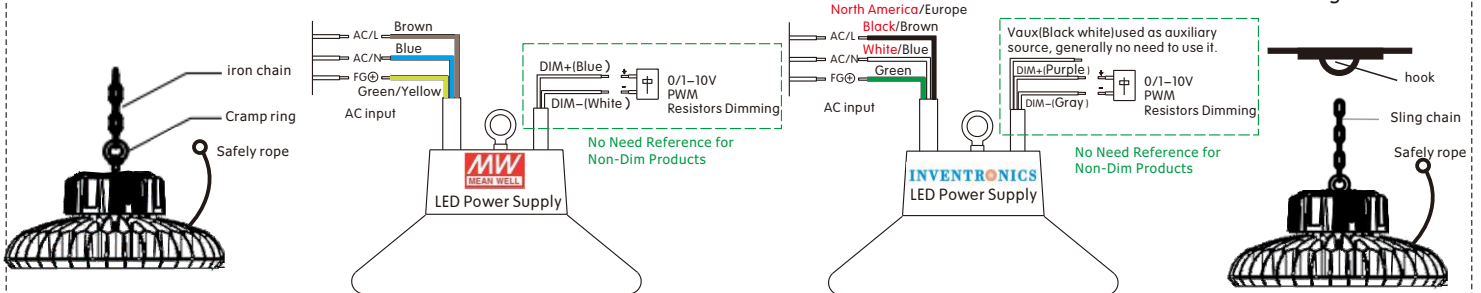 iron chain
Cramp ring
Safely rope
AC/L
Brown
AC/N
Blue
FG
Green/Yellow
AC input
DIM+(Blue)
DIM-(White)
+
-
中
0/1-10V
PWM
Resistors Dimming
No Need Reference for
Non-Dim Products
MW
MEAN WELL
LED Power Supply
North America/Europe
Black/Brown
AC/L
White/Blue
AC/N
Green
FG
AC input
Vaux(Black white)used as auxiliary
source, generally no need to use it.
DIM+(Purple)
DIM-(Gray)
+
-
中
0/1-10V
PWM
Resistors Dimming
No Need Reference for
Non-Dim Products
INVENTRONICS
LED Power Supply
hook
Sling chain
Safely rope